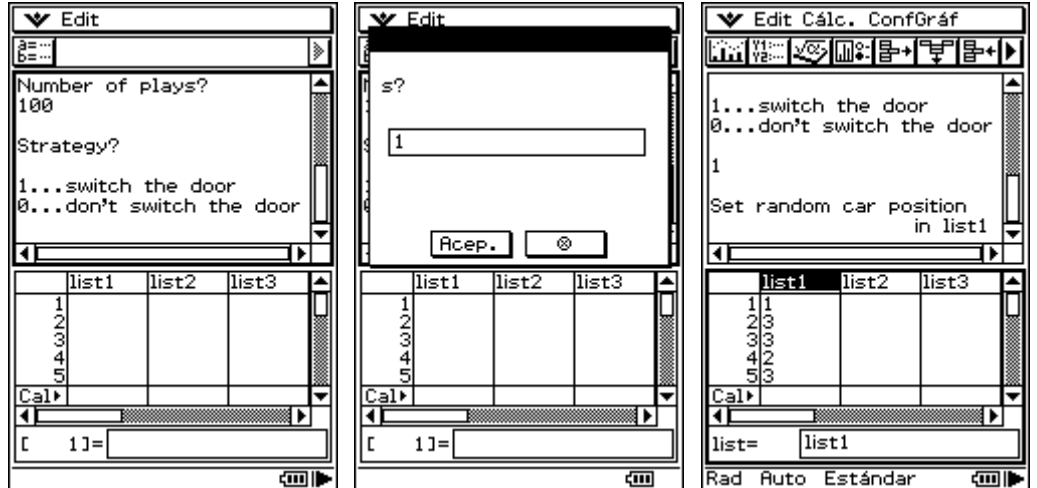 Edit
Number of plays?
100
Strategy?
1...switch the door
0...don't switch the door
list1 list2 list3
1
2
3
4
5
Cal
[ 1]=
Edit
s?
1
Acep.
list1 list2 list3
1
2
3
4
5
Cal
[ 1]=
Edit Cálc. ConfGráf
1...switch the door
0...don't switch the door
1
Set random car position
in list1
list1 list2 list3
1 1
2 3
3 3
4 2
5 3
Cal
list= list1
Rad Auto Estándar